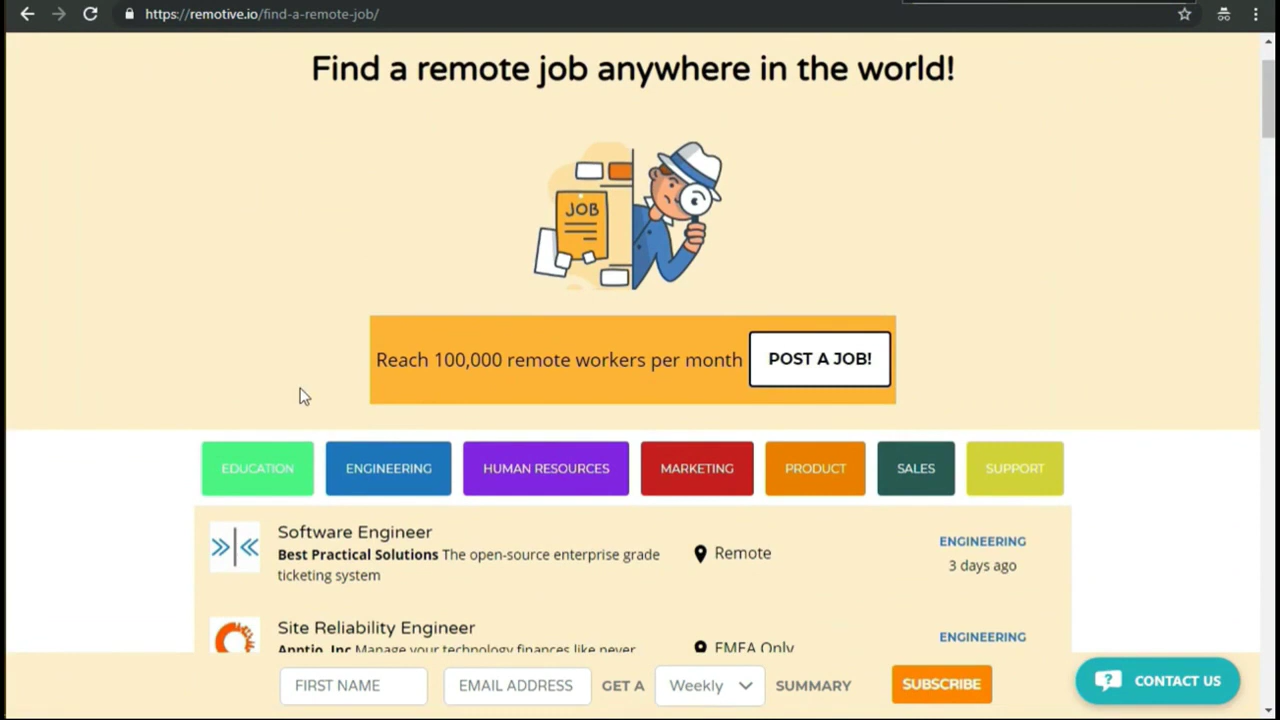 https://remotive.io/find-a-remote-job/
Find a remote job anywhere in the world!
JOB
Reach 100,000 remote workers per month
POST A JOB!
EDUCATION
ENGINEERING
HUMAN RESOURCES
MARKETING
PRODUCT
SALES
SUPPORT
Software Engineer
Best Practical Solutions The open-source enterprise grade
ticketing system
Remote
ENGINEERING
3 days ago
Site Reliability Engineer
Apptio, Inc Manage your technology finances like never
EMEA Only
ENGINEERING
FIRST NAME
EMAIL ADDRESS
GET A
Weekly
SUMMARY
SUBSCRIBE
CONTACT US